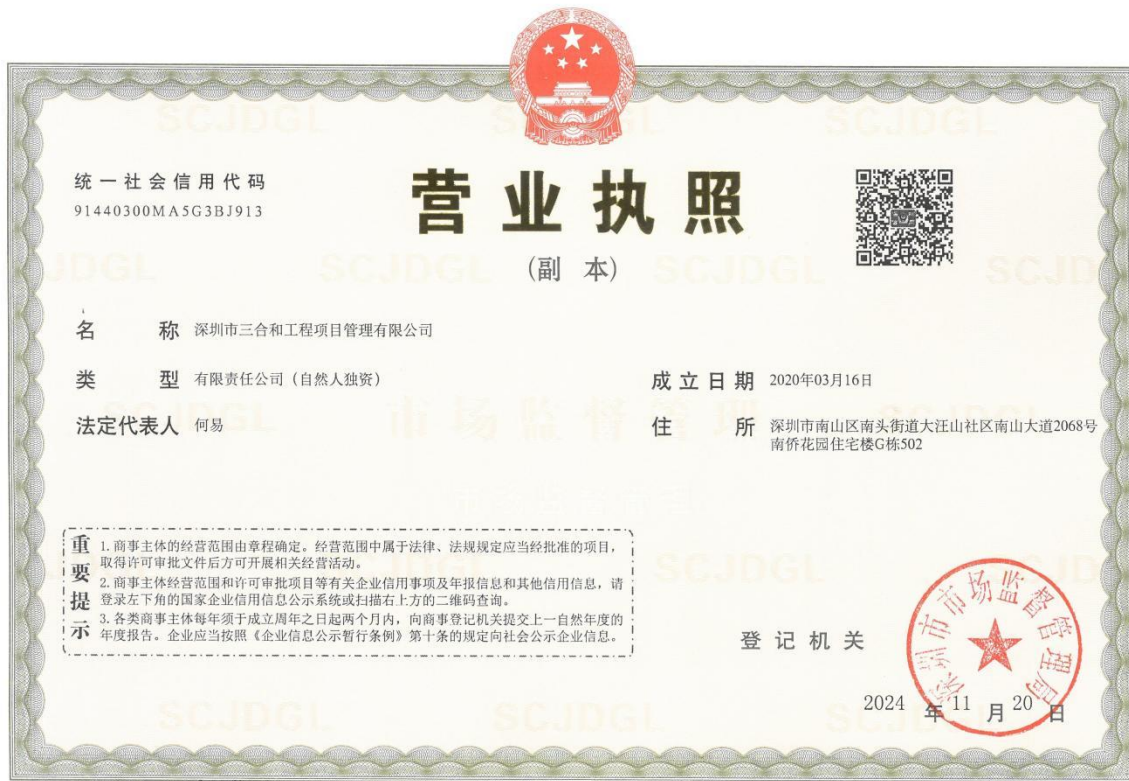 统一社会信用代码
91440300MA5G3BJ913
营业执照
(副 本)
名 称 深圳市三合和工程项目管理有限公司
类 型 有限责任公司（自然人独资）
成立日期 2020年03月16日
法定代表人 何易
住 所 深圳市南山区南头街道大汪山社区南山大道2068号
南侨花园住宅楼G栋502
重要提示
1. 商事主体的经营范围由章程确定。经营范围中属于法律、法规规定应当经批准的项目，
取得许可审批文件后方可开展相关经营活动。
2. 商事主体经营范围和许可审批项目等有关企业信用事项及年报信息和其他信用信息，请
登录左下角的国家企业信用信息公示系统或扫描右上方的二维码查询。
3. 各类商事主体每年须于成立周年之日起两个月内，向商事登记机关提交上一自然年度的
年度报告。企业应当按照《企业信息公示暂行条例》第十条的规定向社会公示企业信息。
登记机关
深圳市市场监督管理局
2024 年 11 月 20 日
SCJDGL
市场监督管理